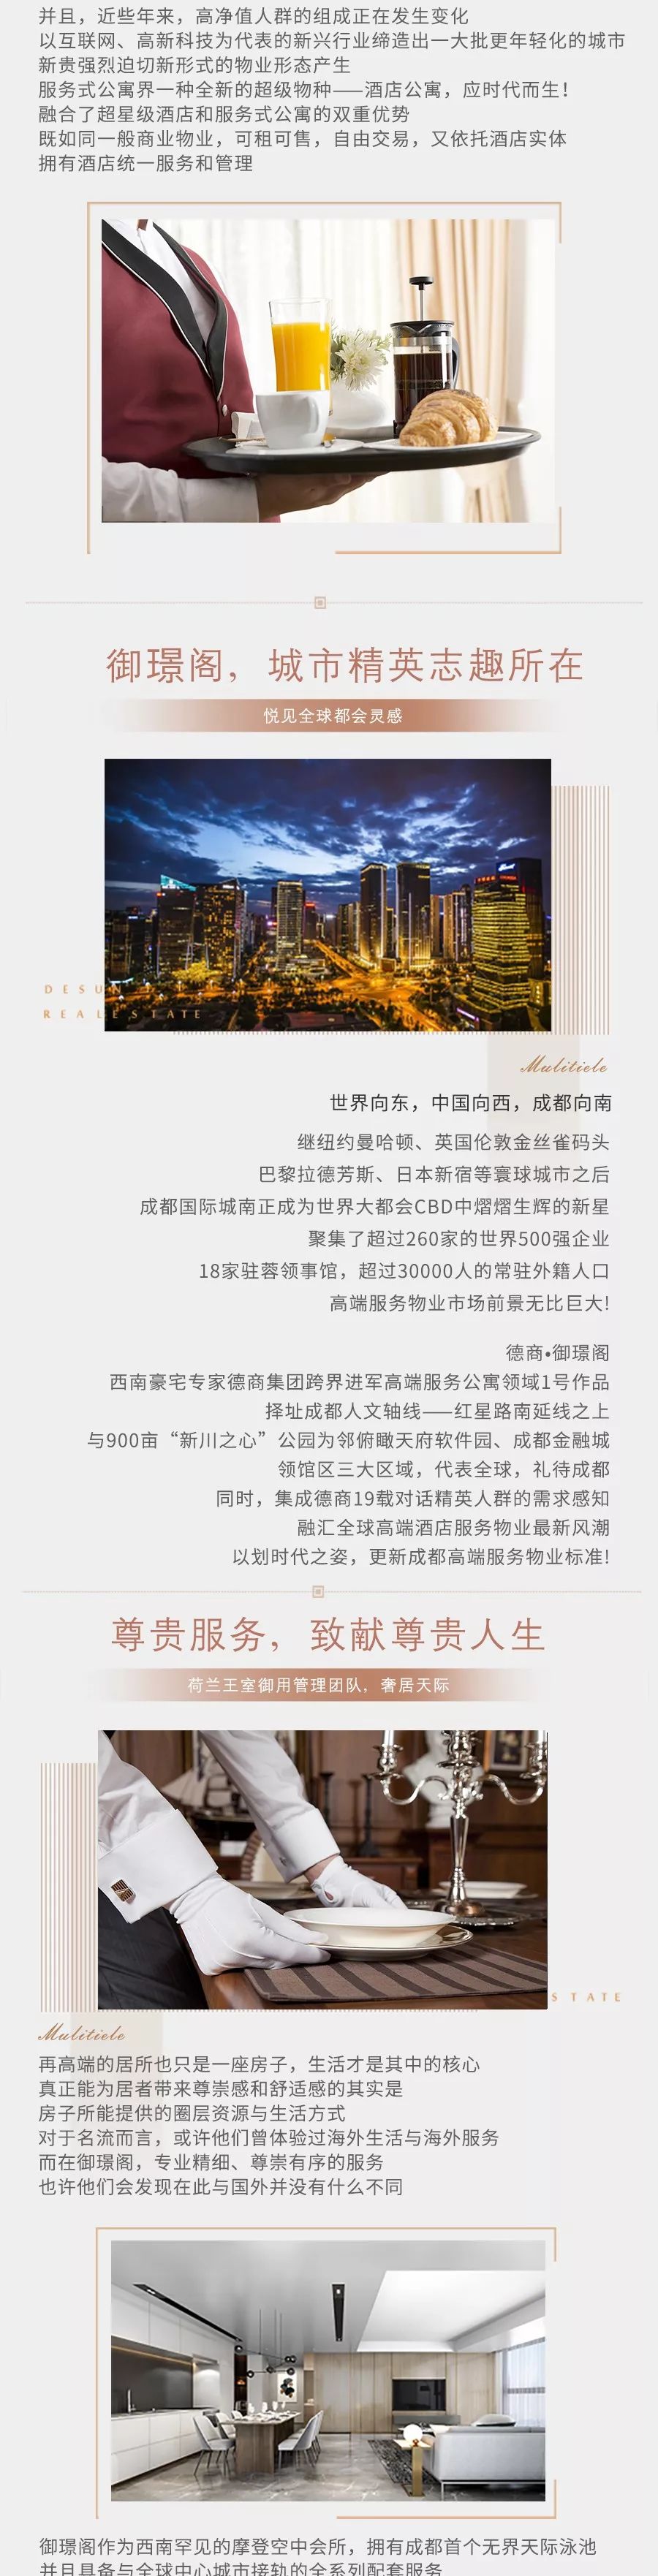 并且，近些年来，高净值人群的组成正在发生变化
以互联网、高新科技为代表的新兴行业缔造出一大批更年轻化的城市
新贵强烈迫切新形式的物业形态产生
服务式公寓界一种全新的超级物种——酒店公寓，应时代而生！
融合了超星级酒店和服务式公寓的双重优势
既如同一般商业物业，可租可售，自由交易，又依托酒店实体
拥有酒店统一服务和管理
御璟阁，城市精英志趣所在
悦见全球都会灵感
DESUN
REALESTATE
Mulitiele
世界向东，中国向西，成都向南
继纽约曼哈顿、英国伦敦金丝雀码头
巴黎拉德芳斯、日本新宿等寰球城市之后
成都国际城南正成为世界大都会CBD中熠熠生辉的新星
聚集了超过260家的世界500强企业
18家驻蓉领事馆，超过30000人的常驻外籍人口
高端服务物业市场前景无比巨大!
德商•御璟阁
西南豪宅专家德商集团跨界进军高端服务公寓领域1号作品
择址成都人文轴线——红星路南延线之上
与900亩“新川之心”公园为邻俯瞰天府软件园、成都金融城
领馆区三大区域，代表全球，礼待成都
同时，集成德商19载对话精英人群的需求感知
融汇全球高端酒店服务物业最新风潮
以划时代之姿，更新成都高端服务物业标准!
尊贵服务，致献尊贵人生
荷兰王室御用管理团队，奢居天际
STATE
Mulitiele
再高端的居所也只是一座房子，生活才是其中的核心
真正能为居者带来尊崇感和舒适感的其实是
房子所能提供的圈层资源与生活方式
对于名流而言，或许他们曾体验过海外生活与海外服务
而在御璟阁，专业精细、尊崇有序的服务
也许他们会发现在此与国外并没有什么不同
御璟阁作为西南罕见的摩登空中会所，拥有成都首个无界天际泳池
并且具备与全球中心城市接轨的全系列配套服务